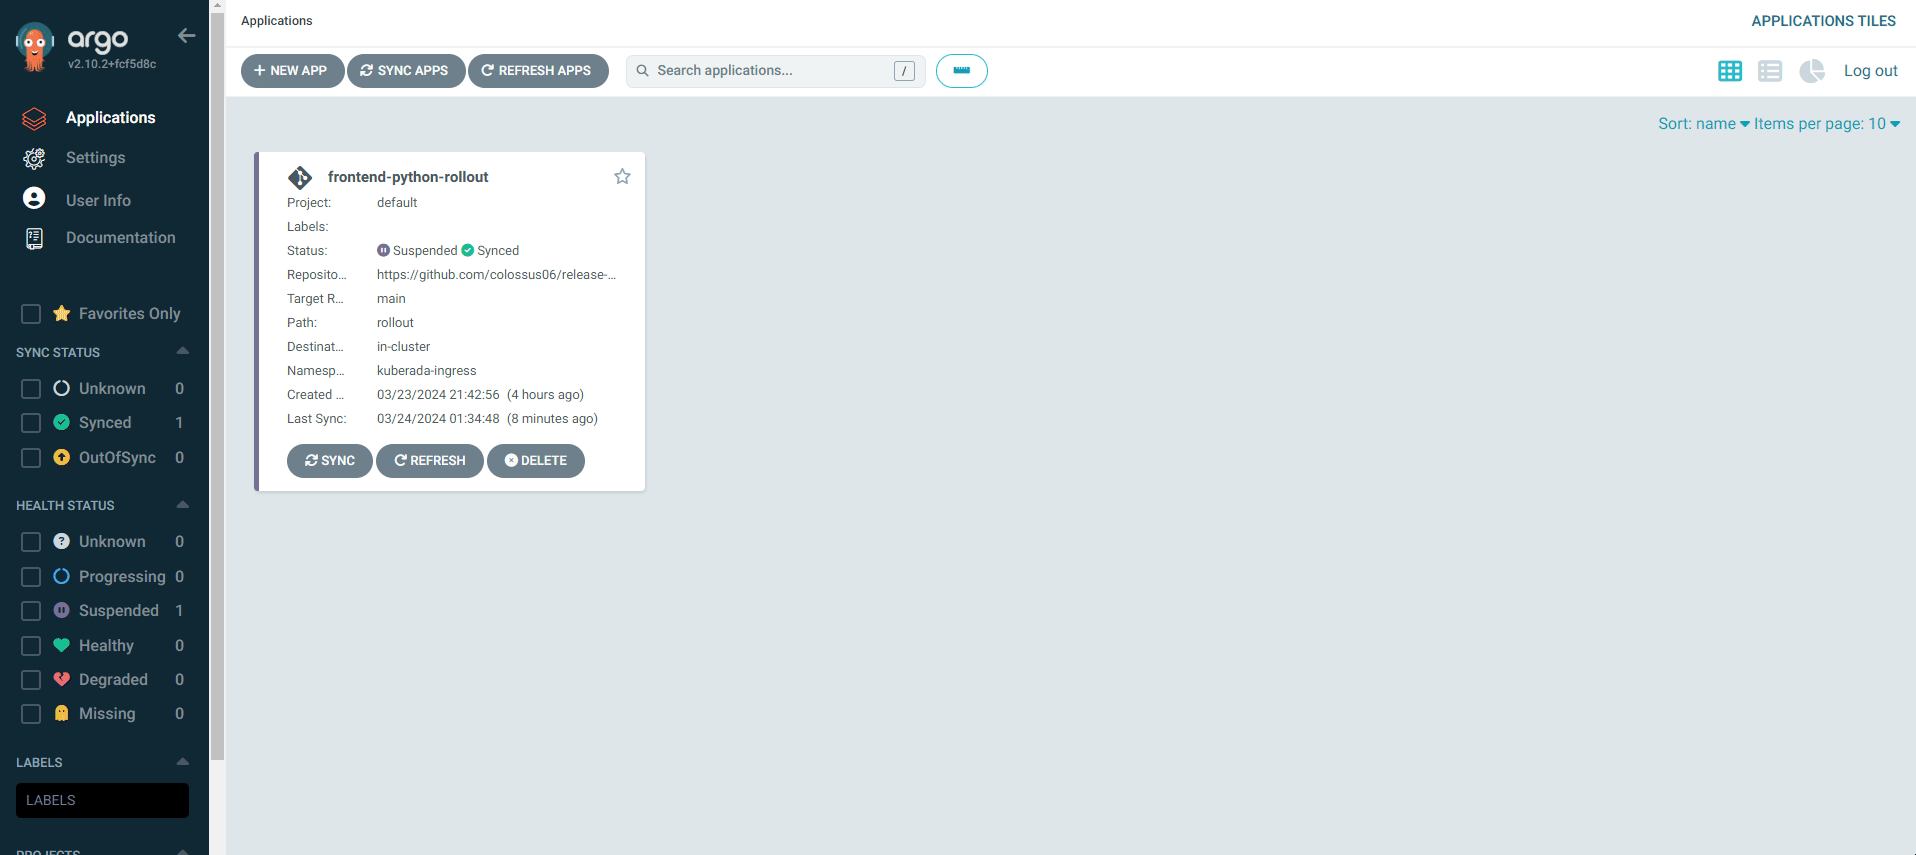 argo
v2.10.2+fcf5d8c
Applications
Settings
User Info
Documentation
Favorites Only
SYNC STATUS
Unknown 0
Synced 1
OutOfSync 0
HEALTH STATUS
Unknown 0
Progressing 0
Suspended 1
Healthy 0
Degraded 0
Missing 0
LABELS
LABELS
PROJECTS
Applications
APPLICATIONS TILES
+ NEW APP SYNC APPS REFRESH APPS Search applications... / Log out
Sort: name Items per page: 10
frontend-python-rollout
Project: default
Labels:
Status: Suspended Synced
Reposito... https://github.com/colossus06/release-...
Target R... main
Path: rollout
Destinat... in-cluster
Namesp... kuberada-ingress
Created ... 03/23/2024 21:42:56 (4 hours ago)
Last Sync: 03/24/2024 01:34:48 (8 minutes ago)
SYNC REFRESH DELETE